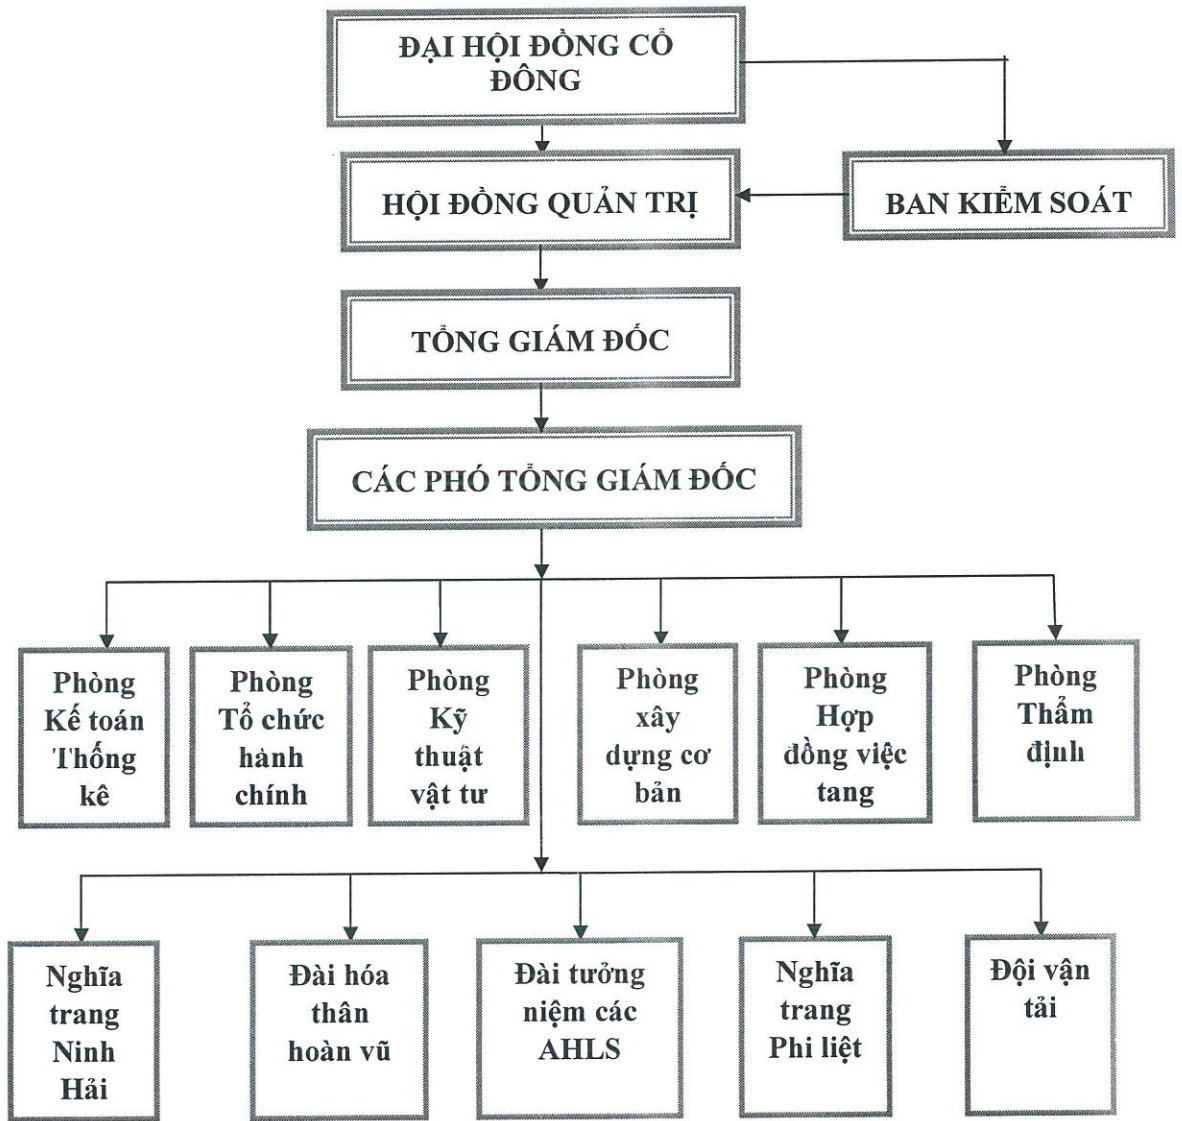 ĐẠI HỘI ĐỒNG CỔ
ĐÔNG
HỘI ĐỒNG QUẢN TRỊ
BAN KIỂM SOÁT
TỔNG GIÁM ĐỐC
CÁC PHÓ TỔNG GIÁM ĐỐC
Phòng
Kế toán
Thống
kê
Phòng
Tổ chức
hành
chính
Phòng
Kỹ
thuật
vật tư
Phòng
xây
dựng cơ
bản
Phòng
Hợp
đồng việc
tang
Phòng
Thẩm
định
Nghĩa
trang
Ninh
Hải
Đài hóa
thân
hoàn vũ
Đài tưởng
niệm các
AHLS
Nghĩa
trang
Phi liệt
Đội vận
tải